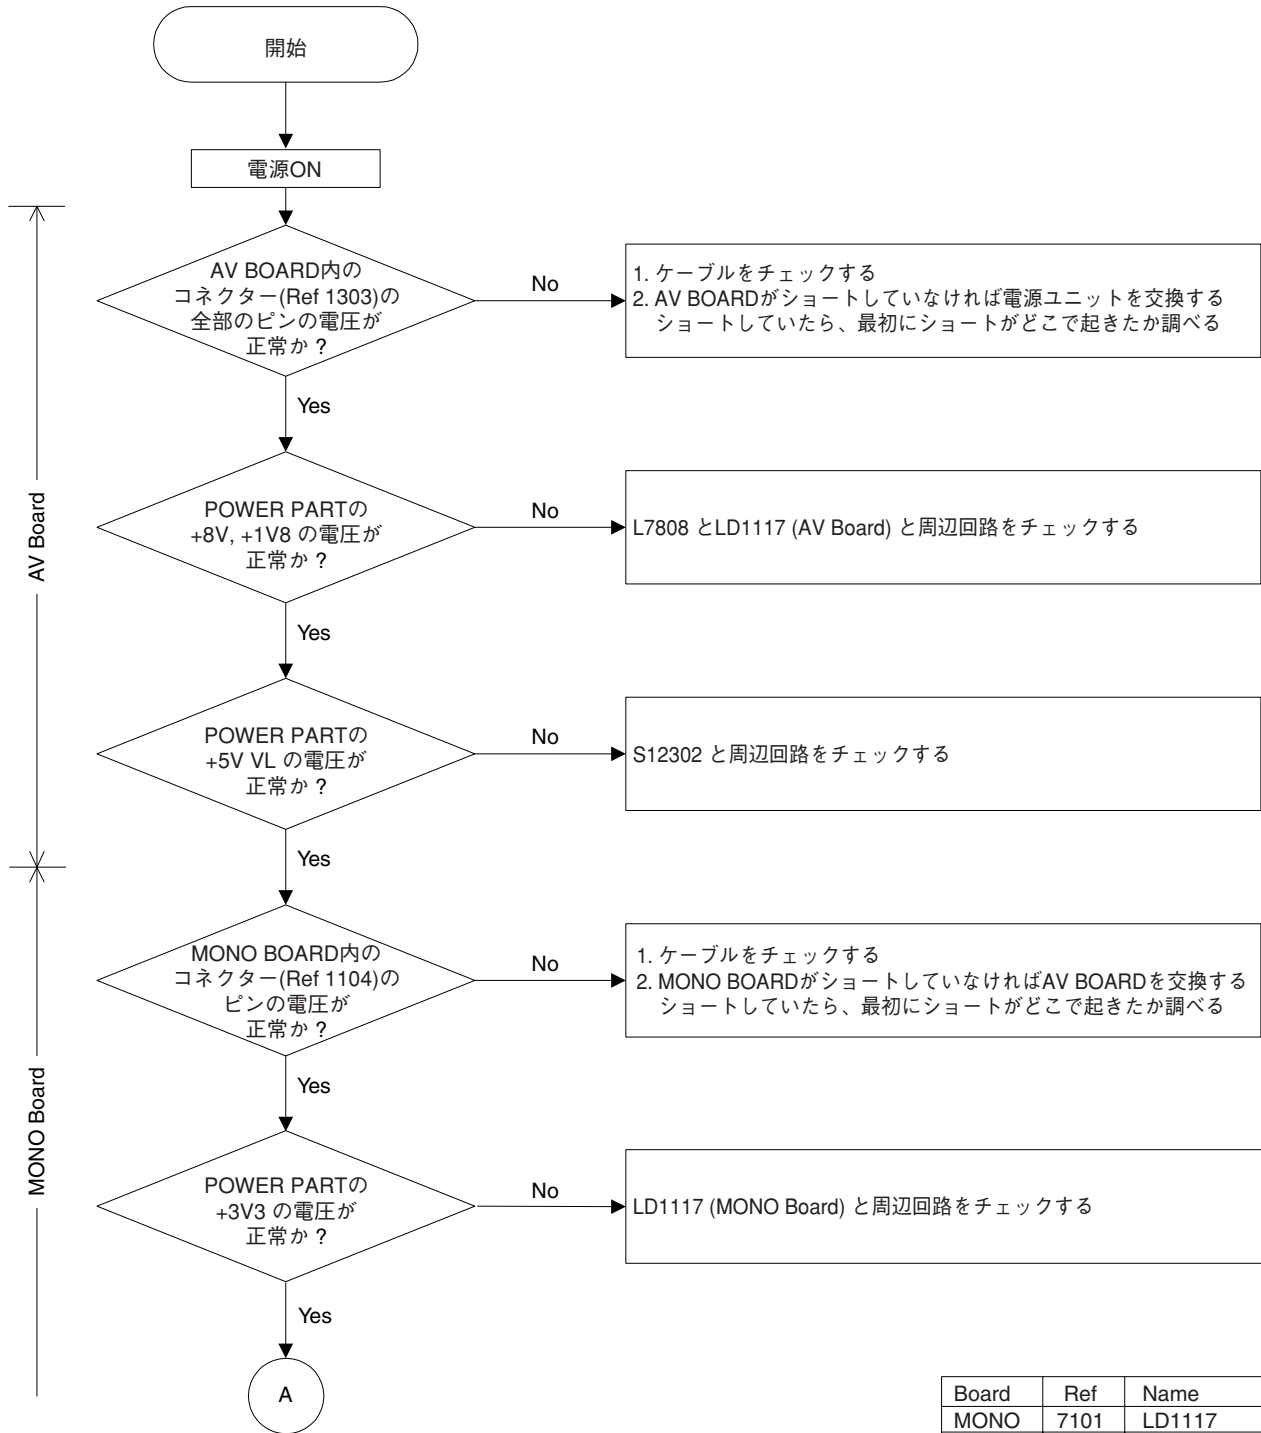 開始
電源ON
AV Board
AV BOARD内の
コネクター(Ref 1303)の
全部のピンの電圧が
正常か ?
No
1. ケーブルをチェックする
2. AV BOARDがショートしていなければ電源ユニットを交換する
ショートしていたら、最初にショートがどこで起きたか調べる
Yes
POWER PARTの
+8V, +1V8 の電圧が
正常か ?
No
L7808 とLD1117 (AV Board) と周辺回路をチェックする
Yes
POWER PARTの
+5V VL の電圧が
正常か ?
No
S12302 と周辺回路をチェックする
Yes
MONO Board
MONO BOARD内の
コネクター(Ref 1104)の
ピンの電圧が
正常か ?
No
1. ケーブルをチェックする
2. MONO BOARDがショートしていなければAV BOARDを交換する
ショートしていたら、最初にショートがどこで起きたか調べる
Yes
POWER PARTの
+3V3 の電圧が
正常か ?
No
LD1117 (MONO Board) と周辺回路をチェックする
Yes
A
Board Ref Name
MONO 7101 LD1117